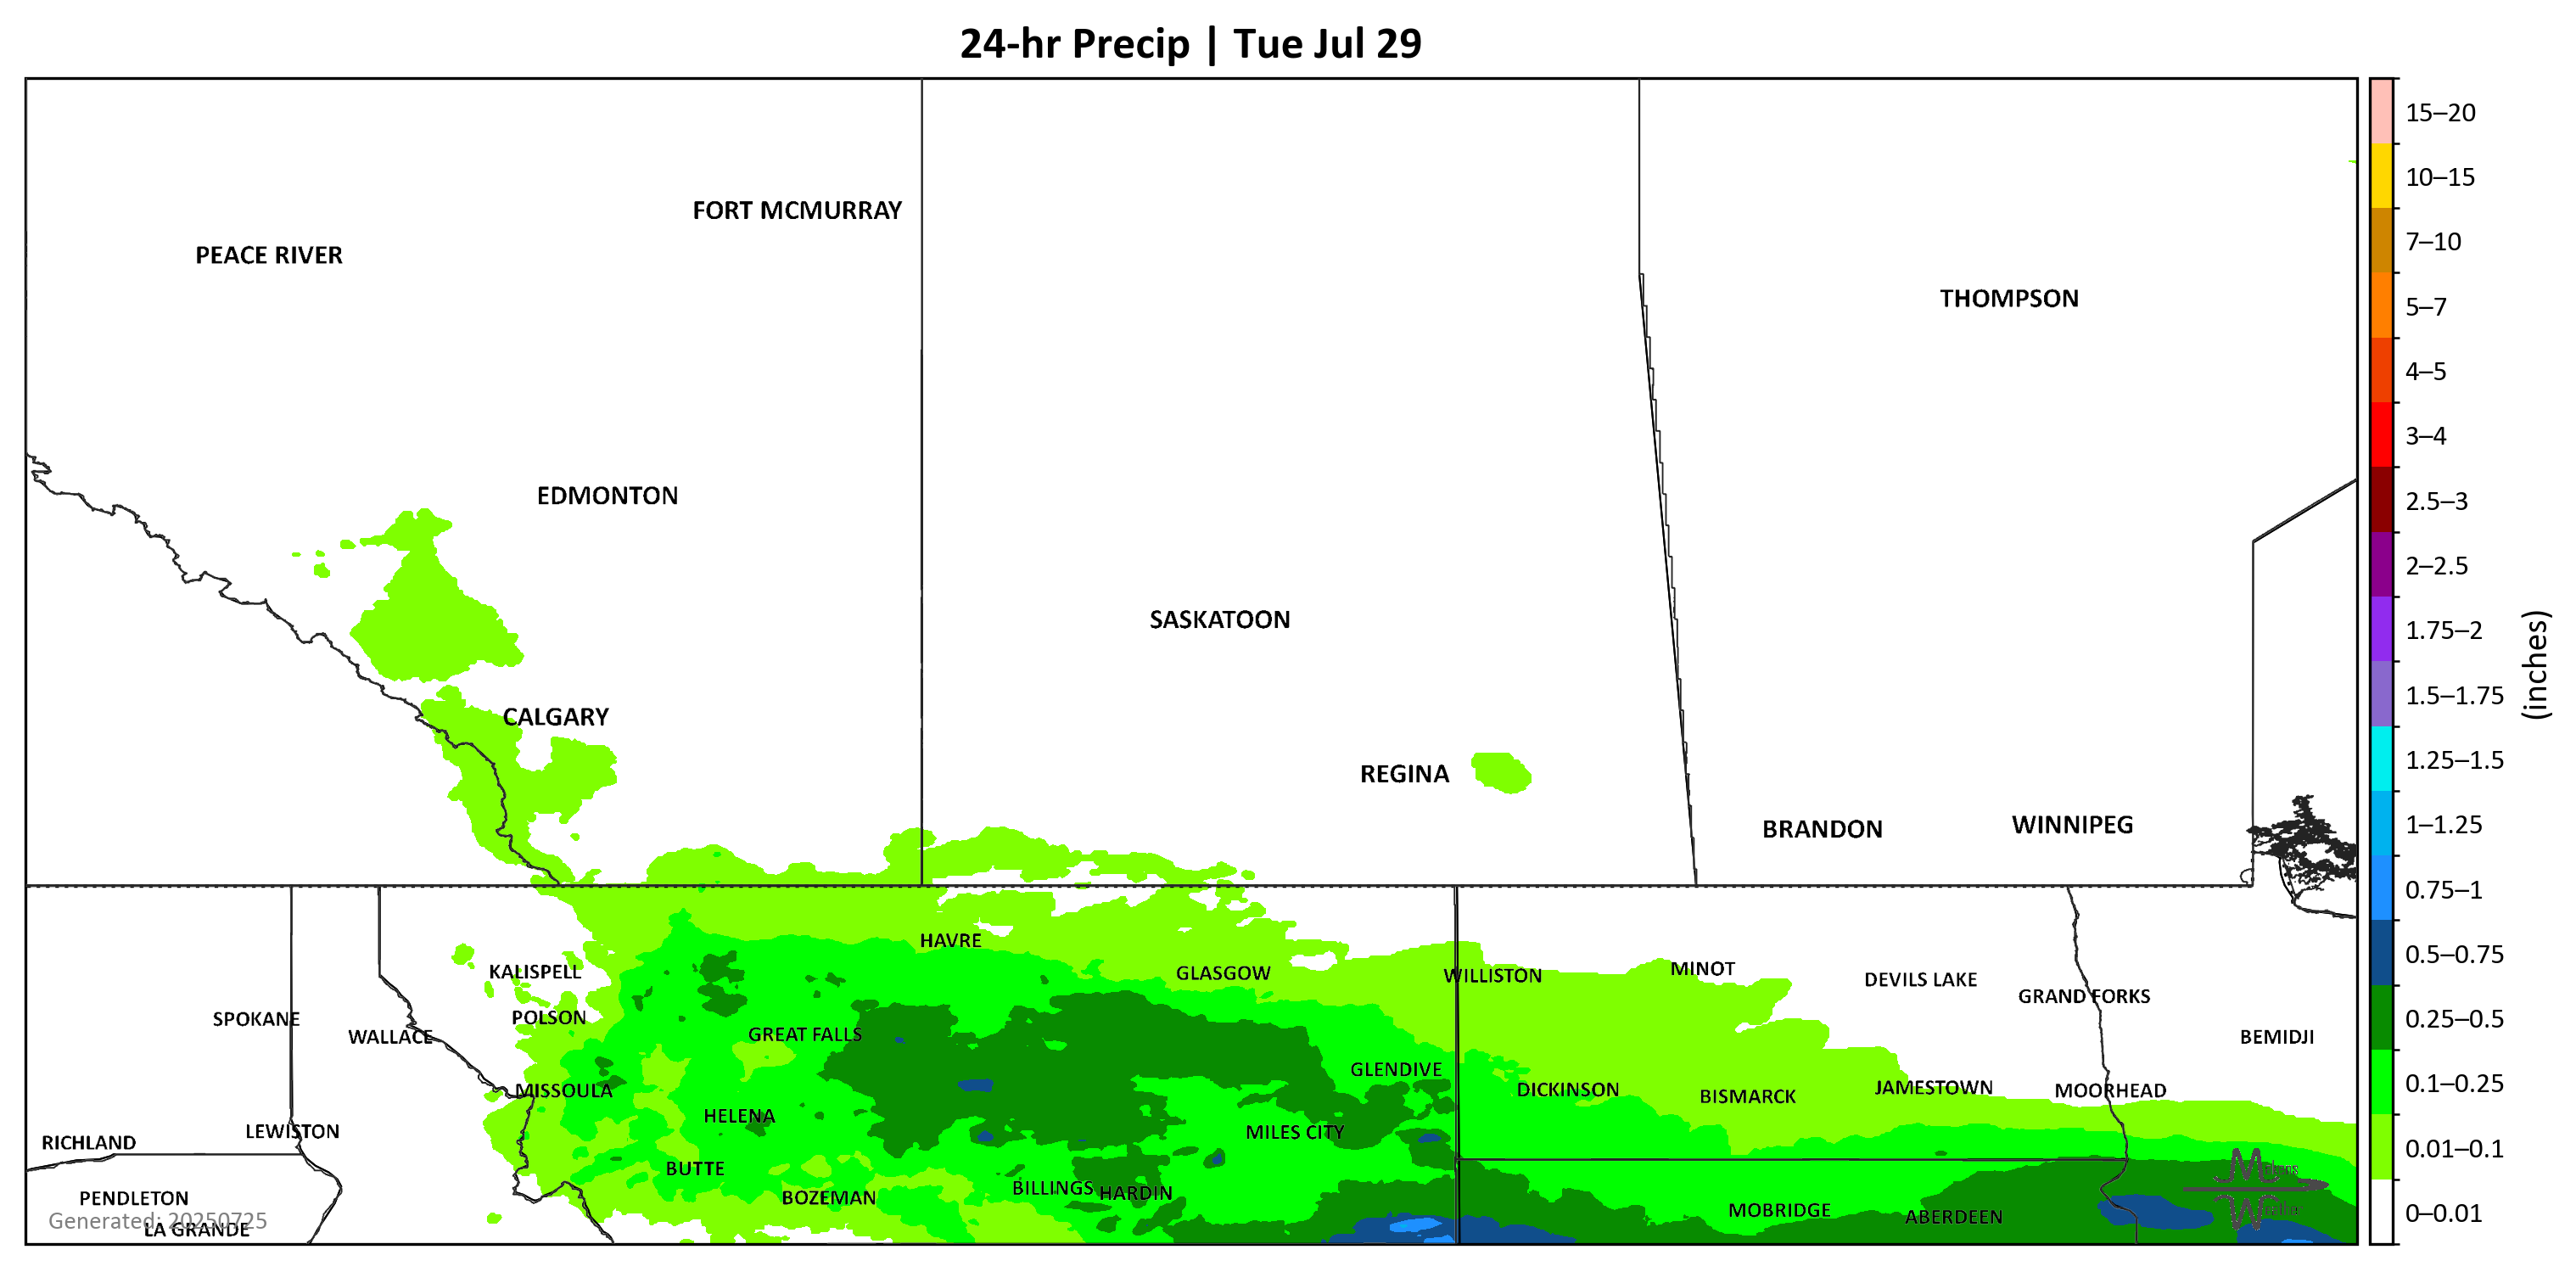 24-hr Precip | Tue Jul 29
FORT MCMURRAY
PEACE RIVER
THOMPSON
EDMONTON
SASKATOON
CALGARY
REGINA
BRANDON
WINNIPEG
HAVRE
KALISPELL
GLASGOW
WILLISTON
MINOT
DEVILS LAKE
GRAND FORKS
SPOKANE
POLSON
WALLACE
GREAT FALLS
BEMIDJI
GLENDIVE
MISSOULA
DICKINSON
BISMARCK
JAMESTOWN
MOORHEAD
HELENA
LEWISTON
RICHLAND
MILES CITY
BUTTE
PENDLETON
BOZEMAN
BILLINGS
HARDIN
MOBRIDGE
ABERDEEN
Generated: 20250725
LA GRANDE
Weather
15–20
10–15
7–10
5–7
4–5
3–4
2.5–3
2–2.5
1.75–2
1.5–1.75
1.25–1.5
1–1.25
0.75–1
0.5–0.75
0.25–0.5
0.1–0.25
0.01–0.1
0–0.01
(inches)